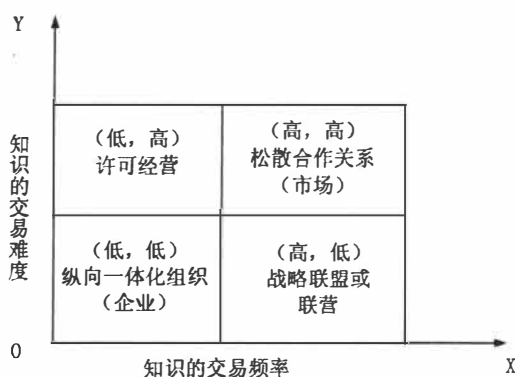 Y
知识的交易难度
（低，高）
许可经营
（高，高）
松散合作关系
（市场）
（低，低）
纵向一体化组织
（企业）
（高，低）
战略联盟或
联营
0
知识的交易频率
X